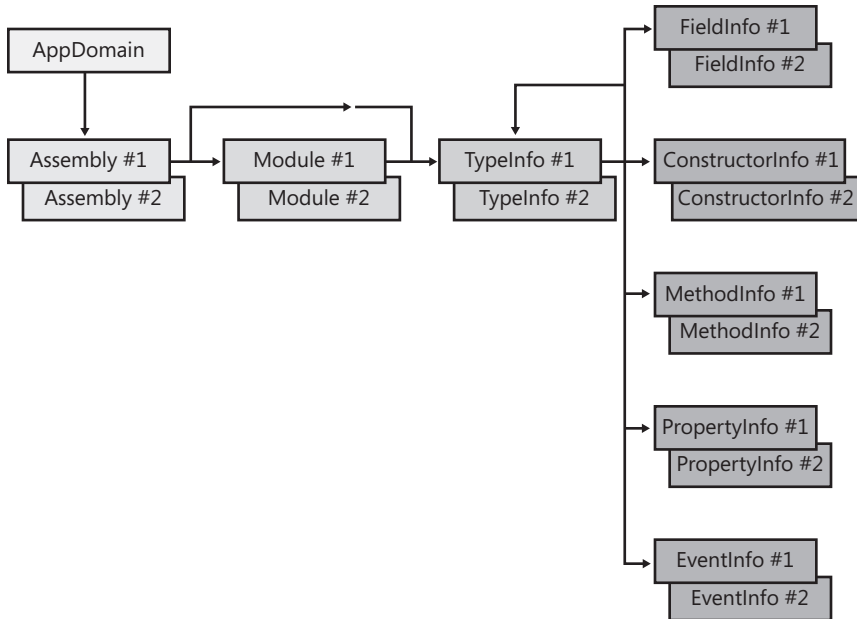 AppDomain
Assembly #1
Assembly #2
Module #1
Module #2
TypeInfo #1
TypeInfo #2
FieldInfo #1
FieldInfo #2
ConstructorInfo #1
ConstructorInfo #2
MethodInfo #1
MethodInfo #2
PropertyInfo #1
PropertyInfo #2
EventInfo #1
EventInfo #2